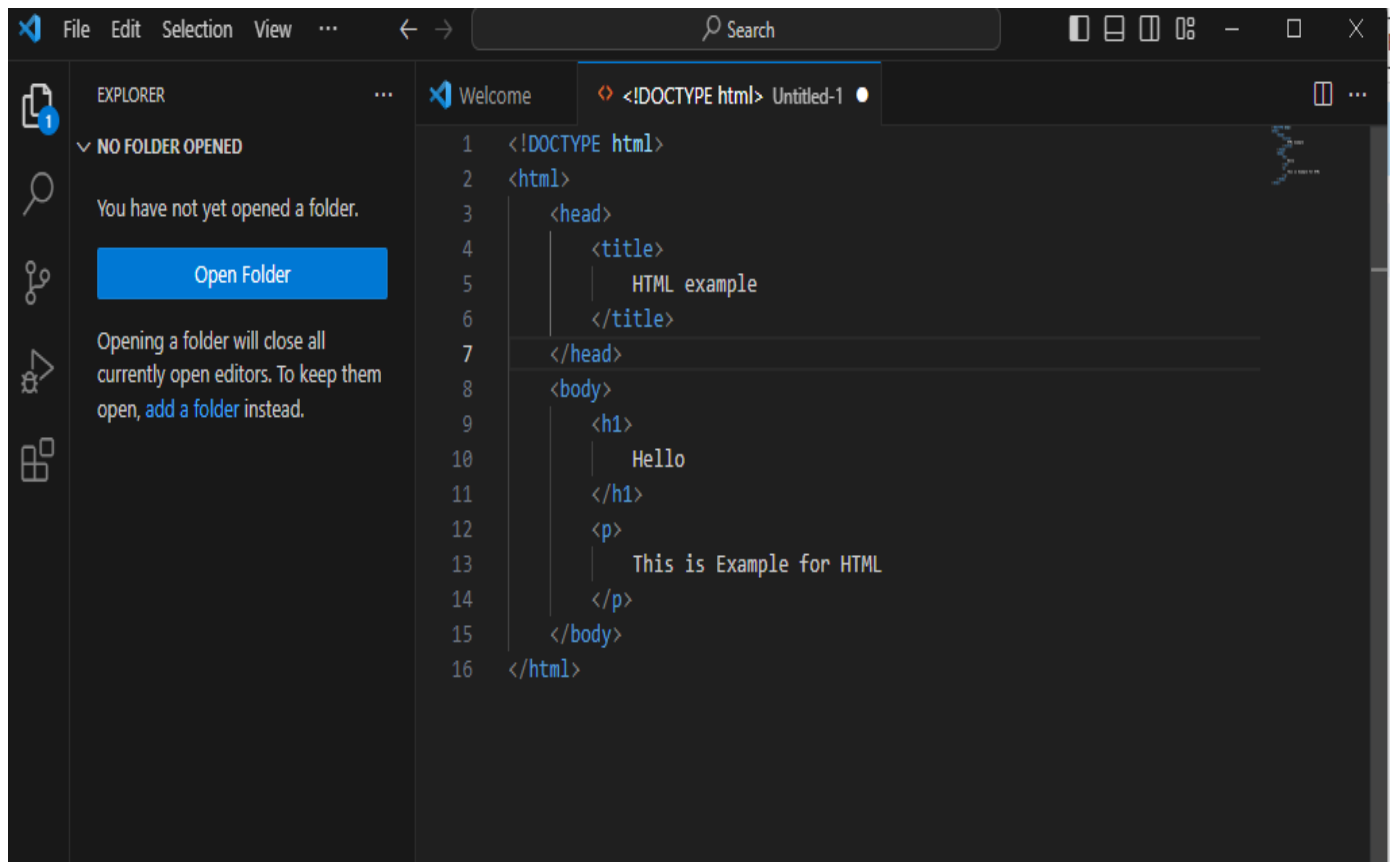 File Edit Selection View ··· Search
EXPLORER ···
NO FOLDER OPENED
You have not yet opened a folder.
Open Folder
Opening a folder will close all
currently open editors. To keep them
open, add a folder instead.
Welcome <!DOCTYPE html> Untitled-1
1 <!DOCTYPE html>
2 <html>
3 <head>
4 <title>
5 HTML example
6 </title>
7 </head>
8 <body>
9 <h1>
10 Hello
11 </h1>
12 <p>
13 This is Example for HTML
14 </p>
15 </body>
16 </html>
1